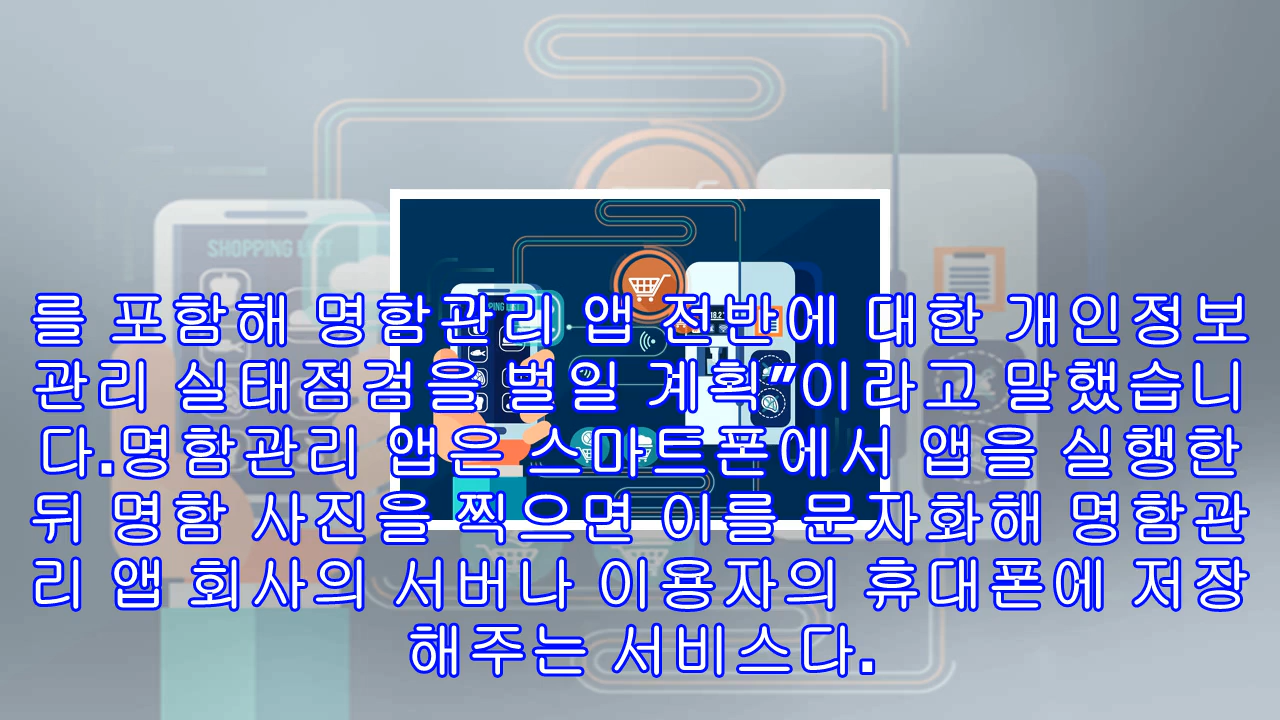 SHOPPING LIST
를 포함해 명함관리 앱 전반에 대한 개인정보
관리 실태점검을 벌일 계획”이라고 말했습니
다.명함관리 앱은 스마트폰에서 앱을 실행한
뒤 명함 사진을 찍으면 이를 문자화해 명함관
리 앱 회사의 서버나 이용자의 휴대폰에 저장
해주는 서비스다.